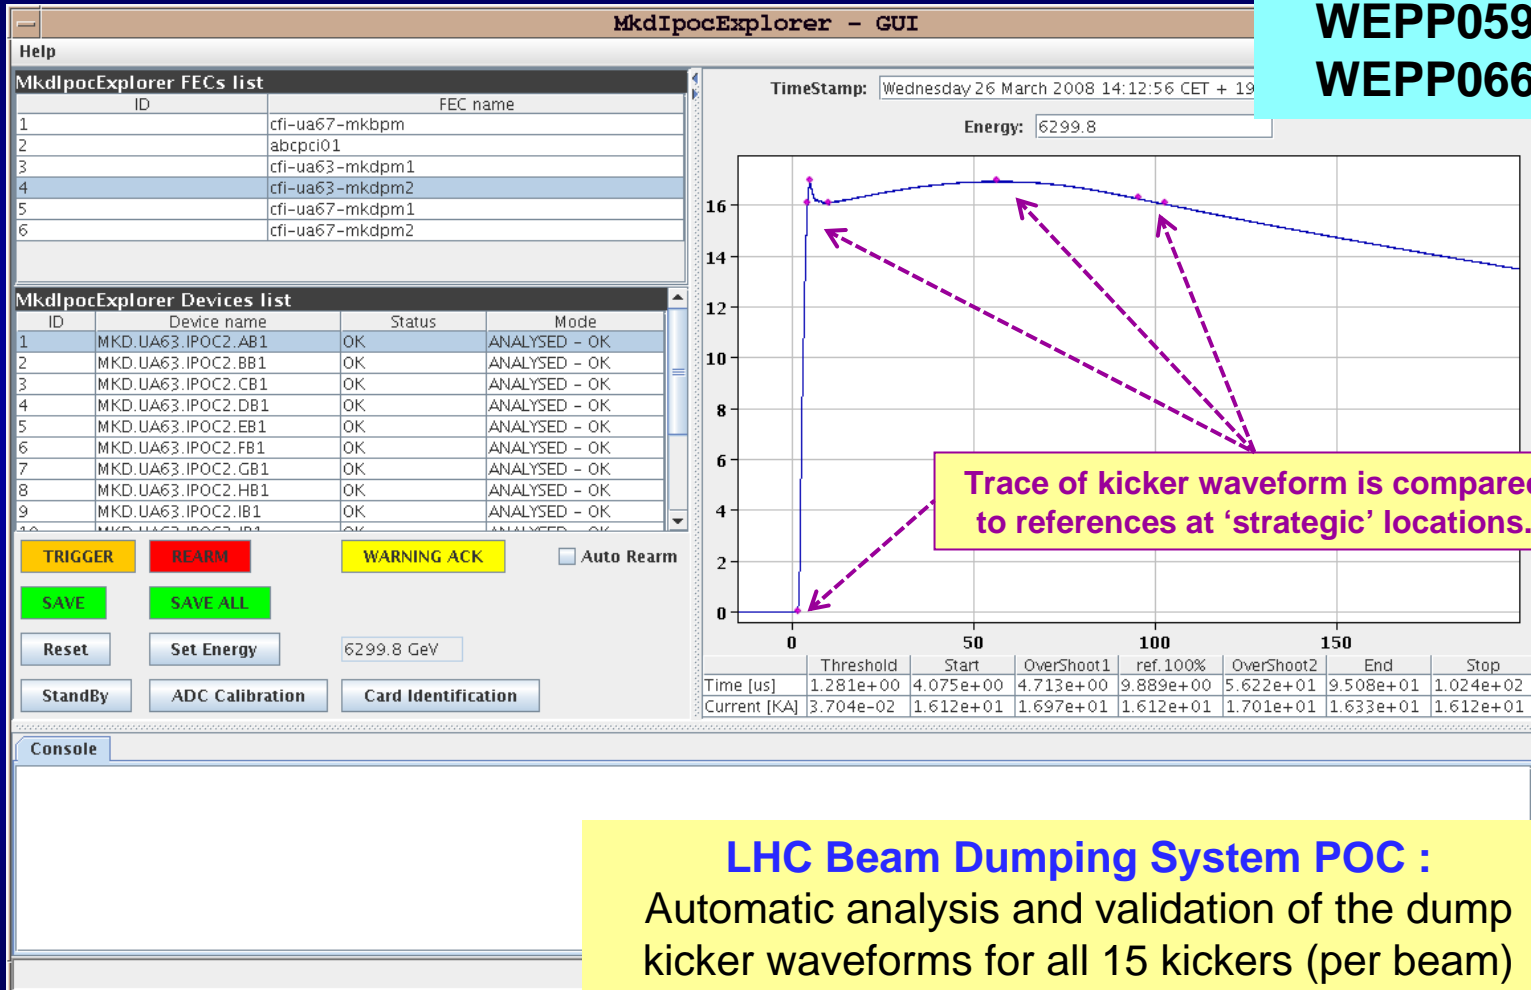 MkdIpocExplorer - GUI
WEPP059
WEPP066
Help
MkdIpocExplorer FECs list
ID FEC name
1 cfi-ua67-mkbpm
2 abcpci01
3 cfi-ua63-mkdpm1
4 cfi-ua63-mkdpm2
5 cfi-ua67-mkdpm1
6 cfi-ua67-mkdpm2
MkdIpocExplorer Devices list
ID Device name Status Mode
1 MKD.UA63.IPOC2.AB1 OK ANALYSED - OK
2 MKD.UA63.IPOC2.BB1 OK ANALYSED - OK
3 MKD.UA63.IPOC2.CB1 OK ANALYSED - OK
4 MKD.UA63.IPOC2.DB1 OK ANALYSED - OK
5 MKD.UA63.IPOC2.EB1 OK ANALYSED - OK
6 MKD.UA63.IPOC2.FB1 OK ANALYSED - OK
7 MKD.UA63.IPOC2.GB1 OK ANALYSED - OK
8 MKD.UA63.IPOC2.HB1 OK ANALYSED - OK
9 MKD.UA63.IPOC2.IB1 OK ANALYSED - OK
TRIGGER REARM WARNING ACK Auto Rearm
SAVE SAVE ALL
Reset Set Energy 6299.8 GeV
StandBy ADC Calibration Card Identification
TimeStamp: Wednesday 26 March 2008 14:12:56 CET + 19
Energy: 6299.8
16
14
12
10
8
6
4
2
0
0 50 100 150
Trace of kicker waveform is compared
to references at ‘strategic’ locations.
Threshold Start OverShoot1 ref.100% OverShoot2 End Stop
Time [us] 1.281e+00 4.075e+00 4.713e+00 9.889e+00 5.622e+01 9.508e+01 1.024e+02
Current [KA] 3.704e-02 1.612e+01 1.697e+01 1.612e+01 1.701e+01 1.633e+01 1.612e+01
Console
LHC Beam Dumping System POC :
Automatic analysis and validation of the dump
kicker waveforms for all 15 kickers (per beam)